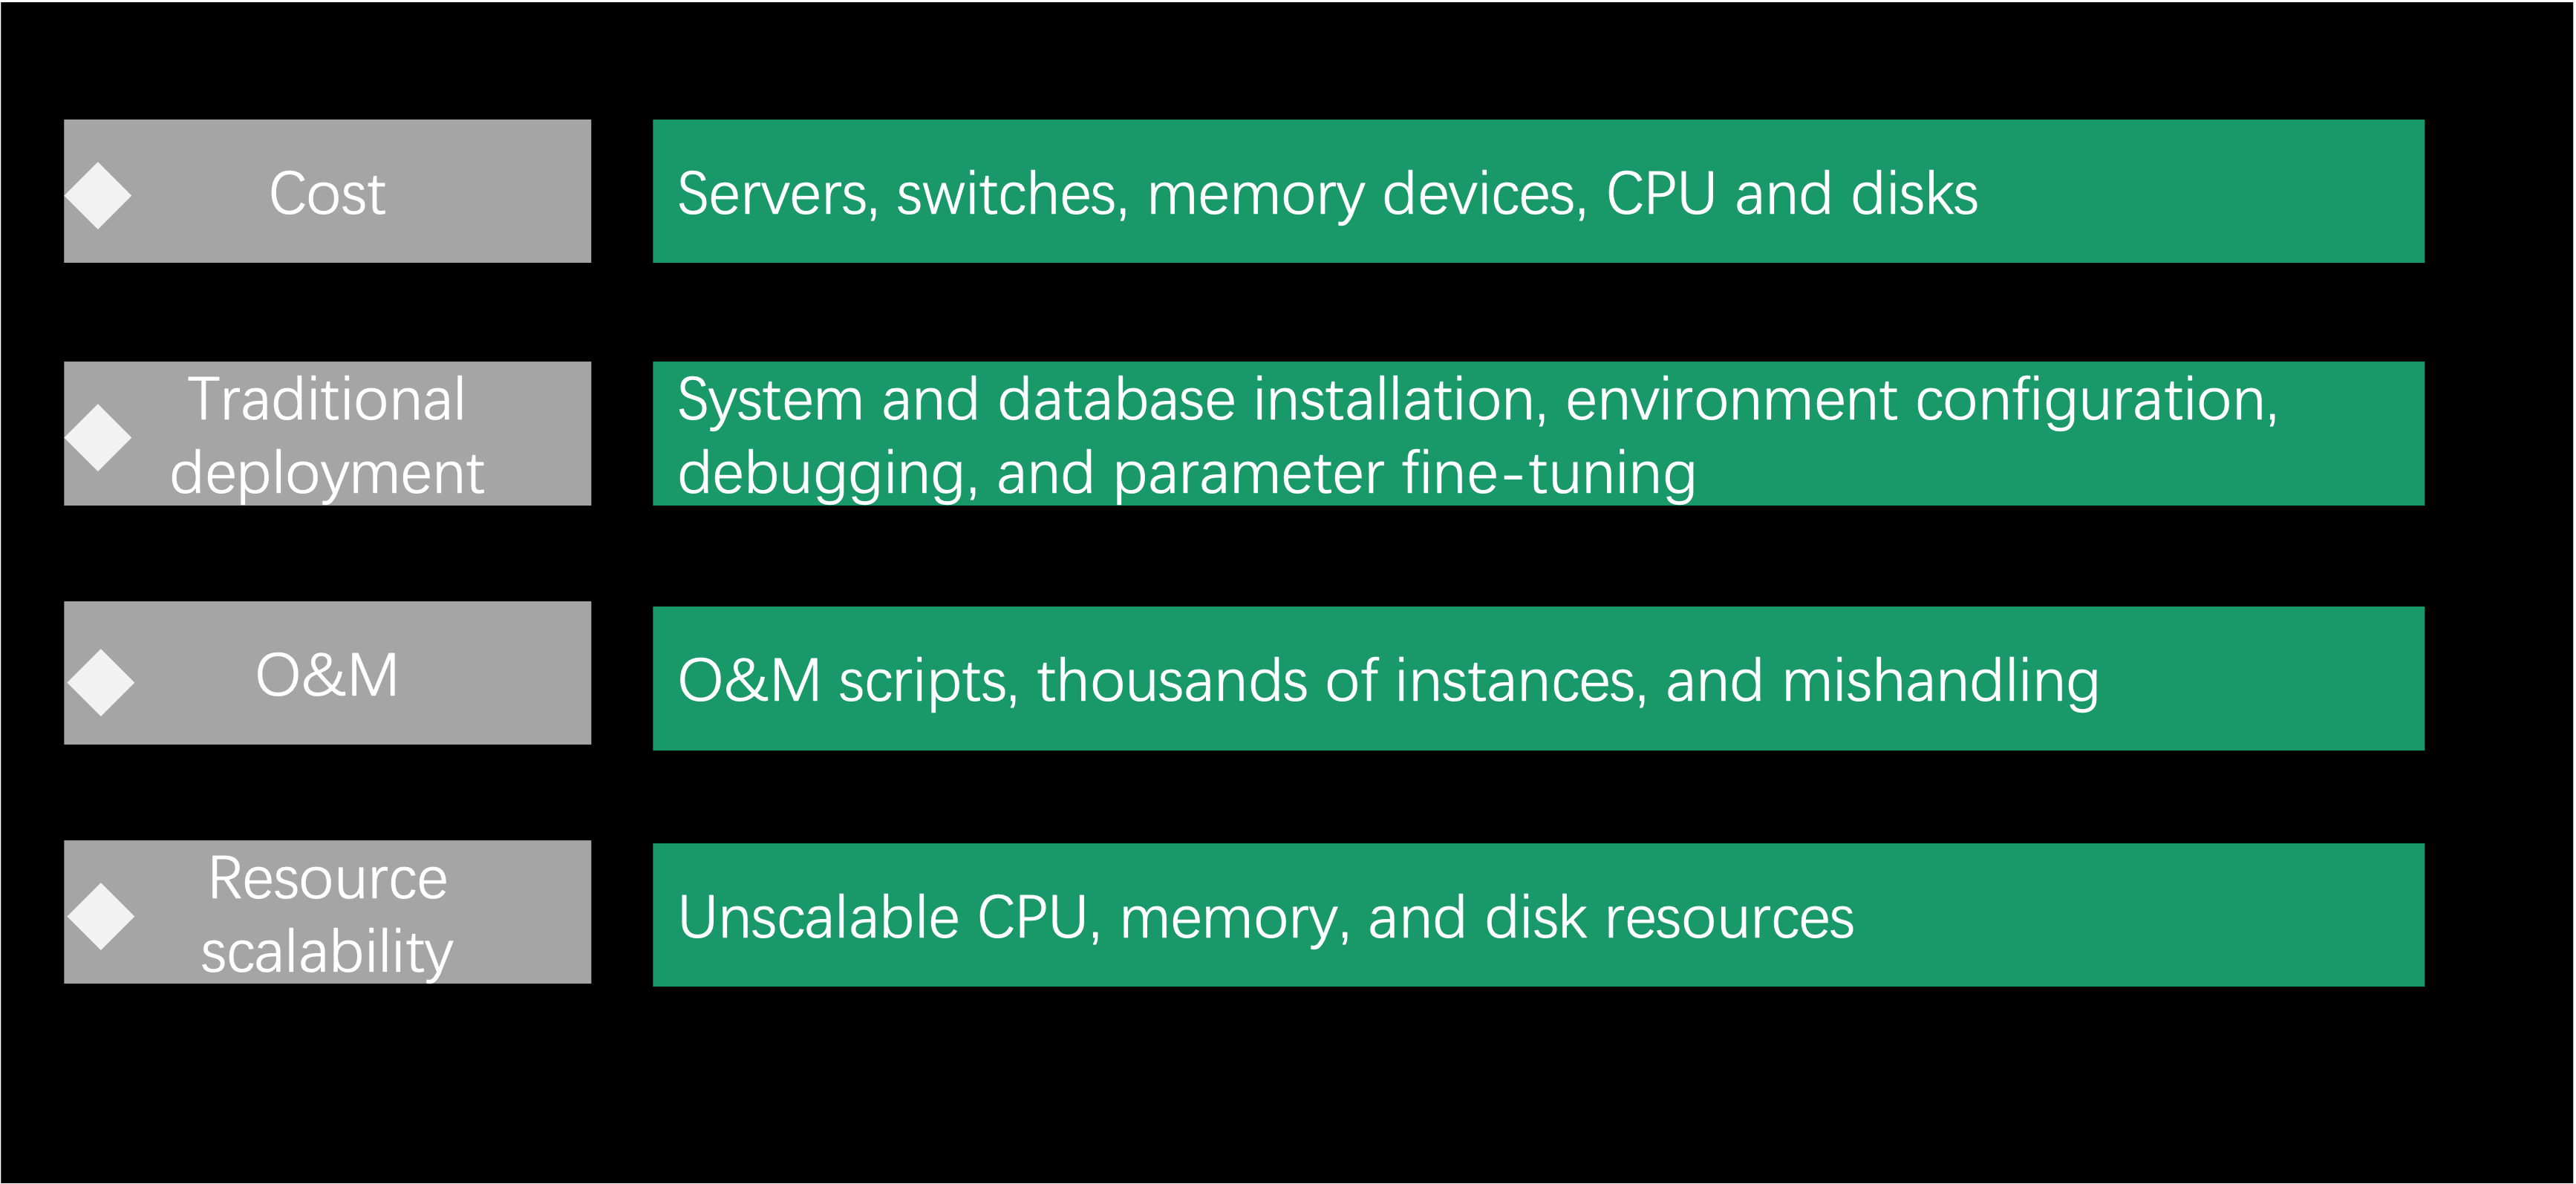 Cost
Servers, switches, memory devices, CPU and disks
Traditional
deployment
System and database installation, environment configuration,
debugging, and parameter fine-tuning
O&M
O&M scripts, thousands of instances, and mishandling
Resource
scalability
Unscalable CPU, memory, and disk resources